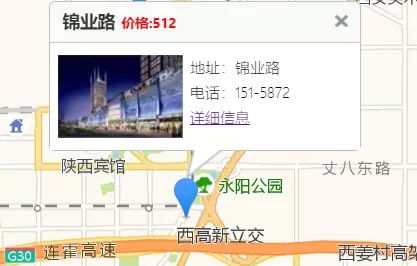 锦业路 价格:512
地址：锦业路
电话：151-5872
详细信息
陕西宾馆
丈八东路
永阳公园
西高新立交
G30 连霍高速
西姜村高架